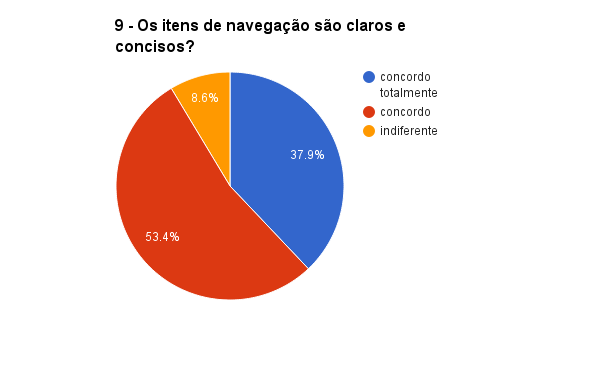 9 - Os itens de navegação são claros e
concisos?
concordo
totalmente
concordo
indiferente
8.6%
37.9%
53.4%